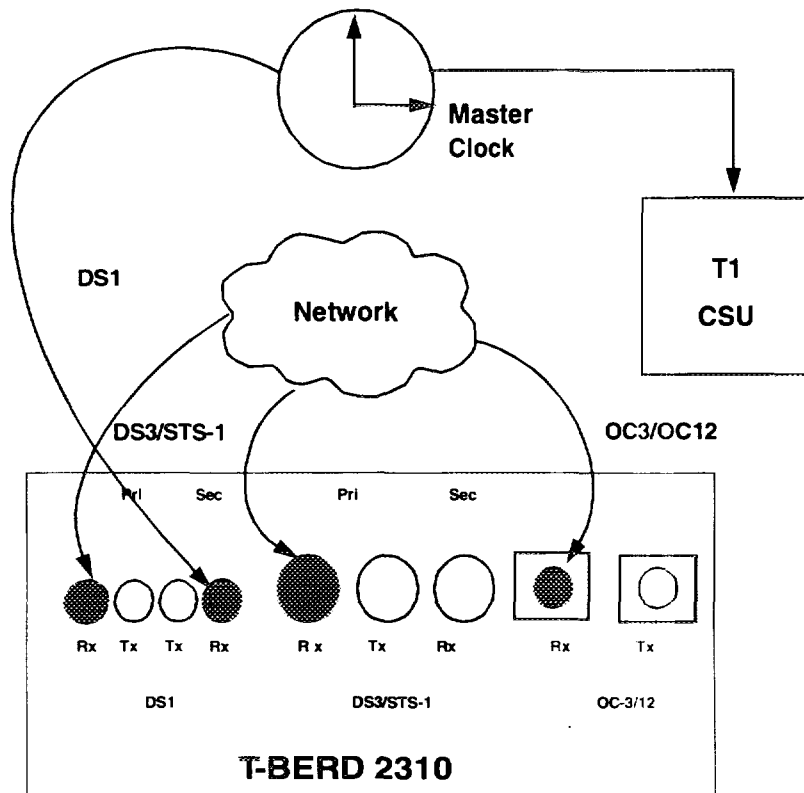 Master
Clock
T1
CSU
DS1
Network
DS3/STS-1
OC3/OC12
Pri Sec Pri Sec
Rx Tx Tx Rx Rx Tx Rx Rx Tx
DS1 DS3/STS-1 OC-3/12
T-BERD 2310